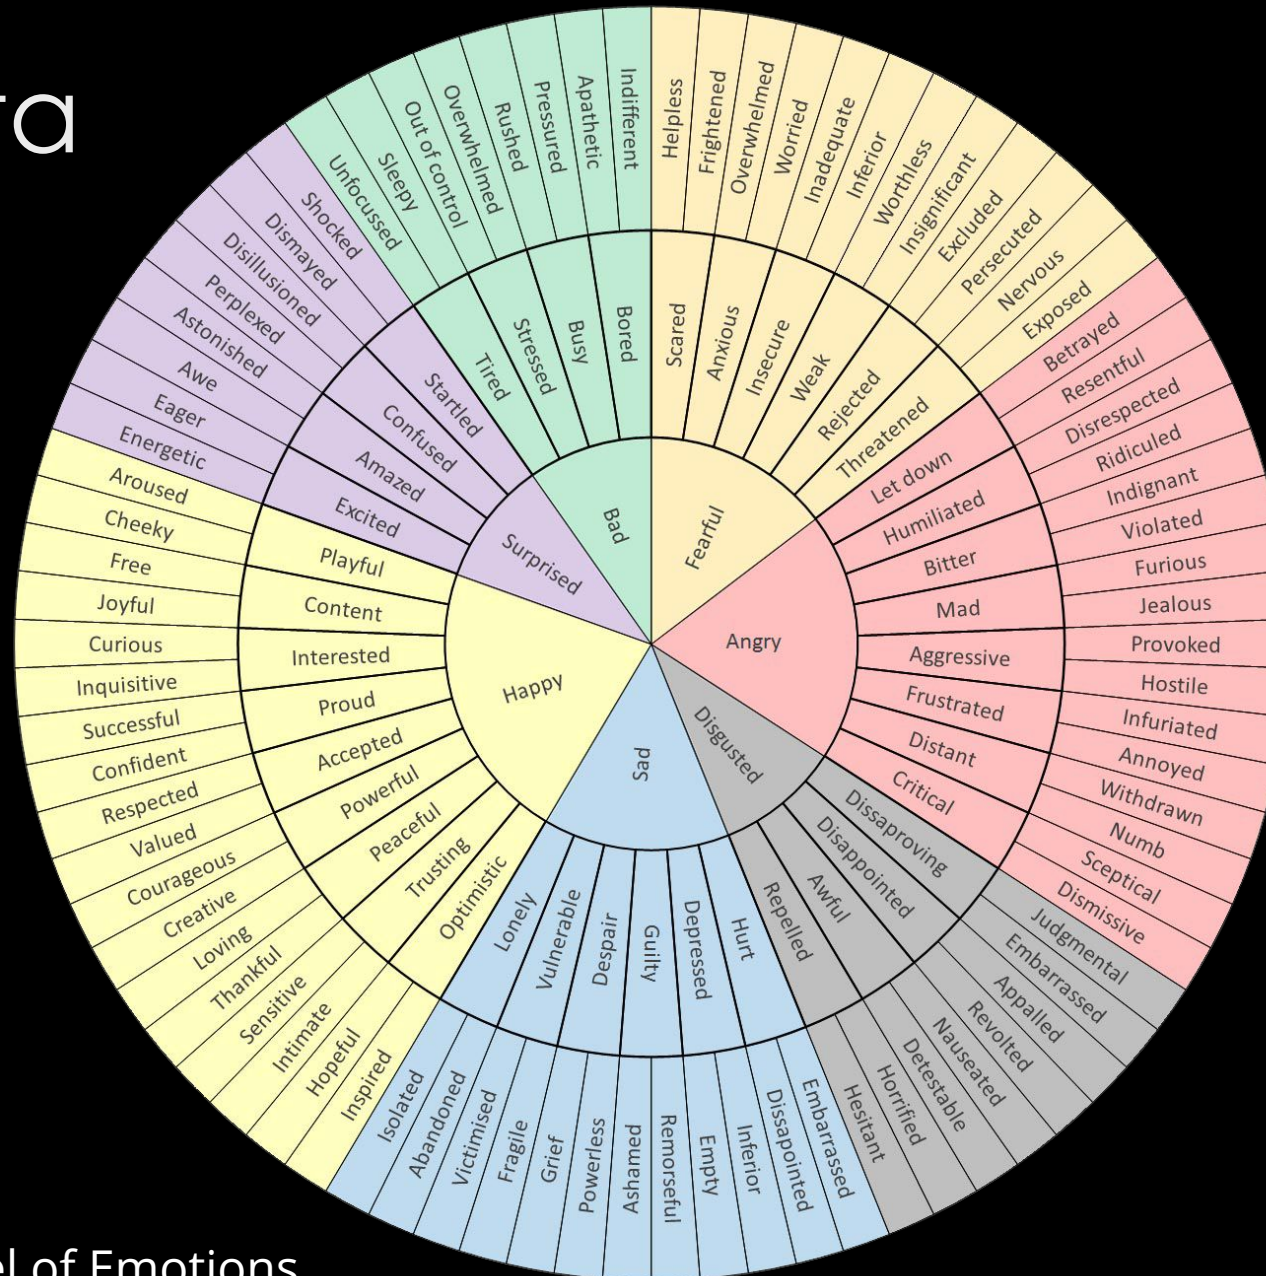 ra
Fearful
Angry
Disgusted
Sad
Happy
Surprised
Bad
Scared
Anxious
Insecure
Weak
Rejected
Threatened
Let down
Humiliated
Bitter
Mad
Aggressive
Frustrated
Distant
Critical
Dissaproving
Disappointed
Awful
Repelled
Hurt
Depressed
Guilty
Despair
Vulnerable
Lonely
Optimistic
Trusting
Peaceful
Powerful
Accepted
Proud
Interested
Content
Playful
Excited
Amazed
Confused
Startled
Tired
Stressed
Busy
Bored
Helpless
Frightened
Overwhelmed
Worried
Inadequate
Inferior
Worthless
Insignificant
Excluded
Persecuted
Nervous
Exposed
Betrayed
Resentful
Disrespected
Ridiculed
Indignant
Violated
Furious
Jealous
Provoked
Hostile
Infuriated
Annoyed
Withdrawn
Numb
Sceptical
Dismissive
Judgmental
Embarrassed
Appalled
Revolted
Nauseated
Detestable
Horrified
Hesitant
Embarrassed
Dissapointed
Inferior
Empty
Remorseful
Ashamed
Powerless
Grief
Fragile
Victimised
Abandoned
Isolated
Inspired
Hopeful
Intimate
Sensitive
Thankful
Loving
Creative
Courageous
Valued
Respected
Confident
Successful
Inquisitive
Curious
Joyful
Free
Cheeky
Aroused
Energetic
Eager
Awe
Astonished
Perplexed
Disillusioned
Dismayed
Shocked
Unfocussed
Sleepy
Out of control
Overwhelmed
Rushed
Pressured
Apathetic
Indifferent
el of Emotions